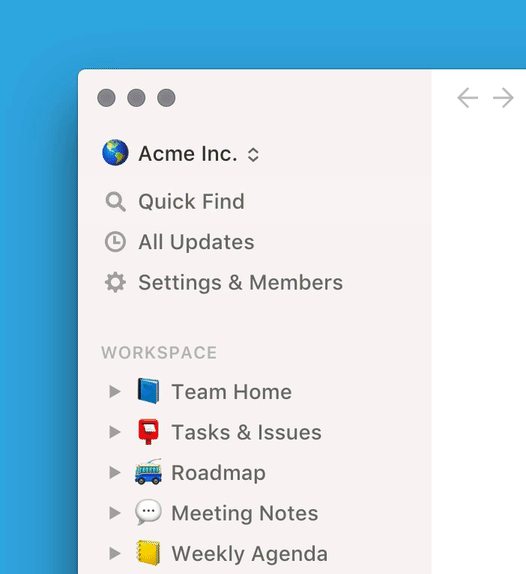 Acme Inc.
Quick Find
All Updates
Settings & Members
WORKSPACE
Team Home
Tasks & Issues
Roadmap
Meeting Notes
Weekly Agenda